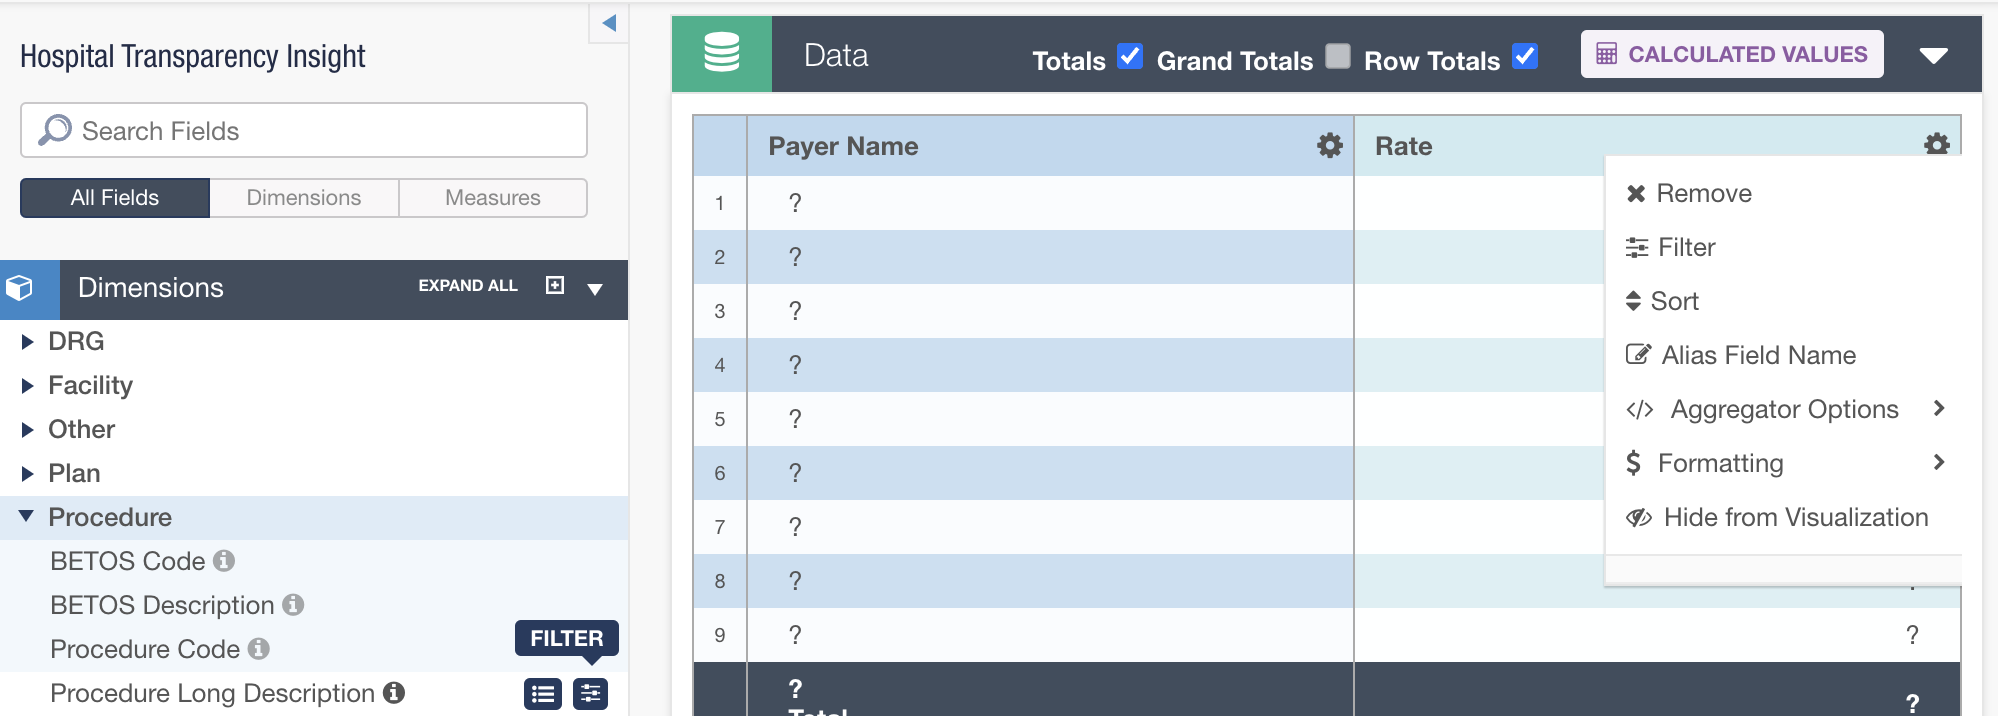 Hospital Transparency Insight
Search Fields
All Fields Dimensions Measures
Dimensions EXPAND ALL
DRG
Facility
Other
Plan
Procedure
BETOS Code
BETOS Description
Procedure Code
FILTER
Procedure Long Description
Data Totals Grand Totals Row Totals CALCULATED VALUES
Payer Name Rate
1 ?
2 ?
3 ?
4 ?
5 ?
6 ?
7 ?
8 ?
9 ? ?
? ?
Total
Remove
Filter
Sort
Alias Field Name
Aggregator Options
Formatting
Hide from Visualization